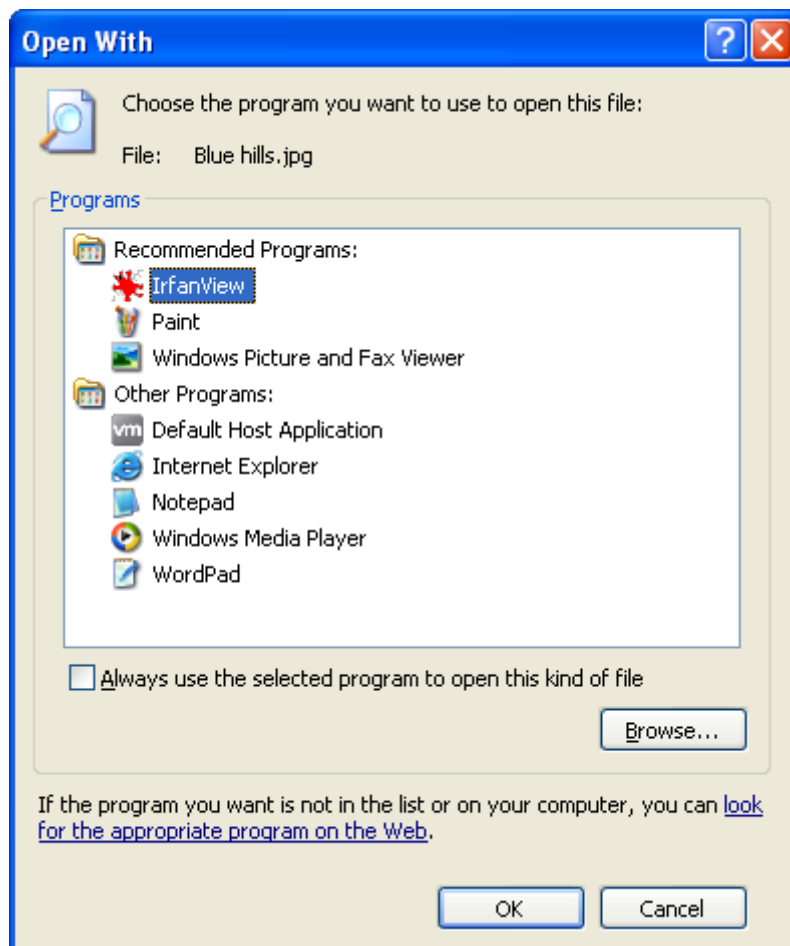 Open With
?
Choose the program you want to use to open this file:
File: Blue hills.jpg
Programs
Recommended Programs:
IrfanView
Paint
Windows Picture and Fax Viewer
Other Programs:
vm Default Host Application
Internet Explorer
Notepad
Windows Media Player
WordPad
Always use the selected program to open this kind of file
Browse...
If the program you want is not in the list or on your computer, you can look
for the appropriate program on the Web.
OK Cancel